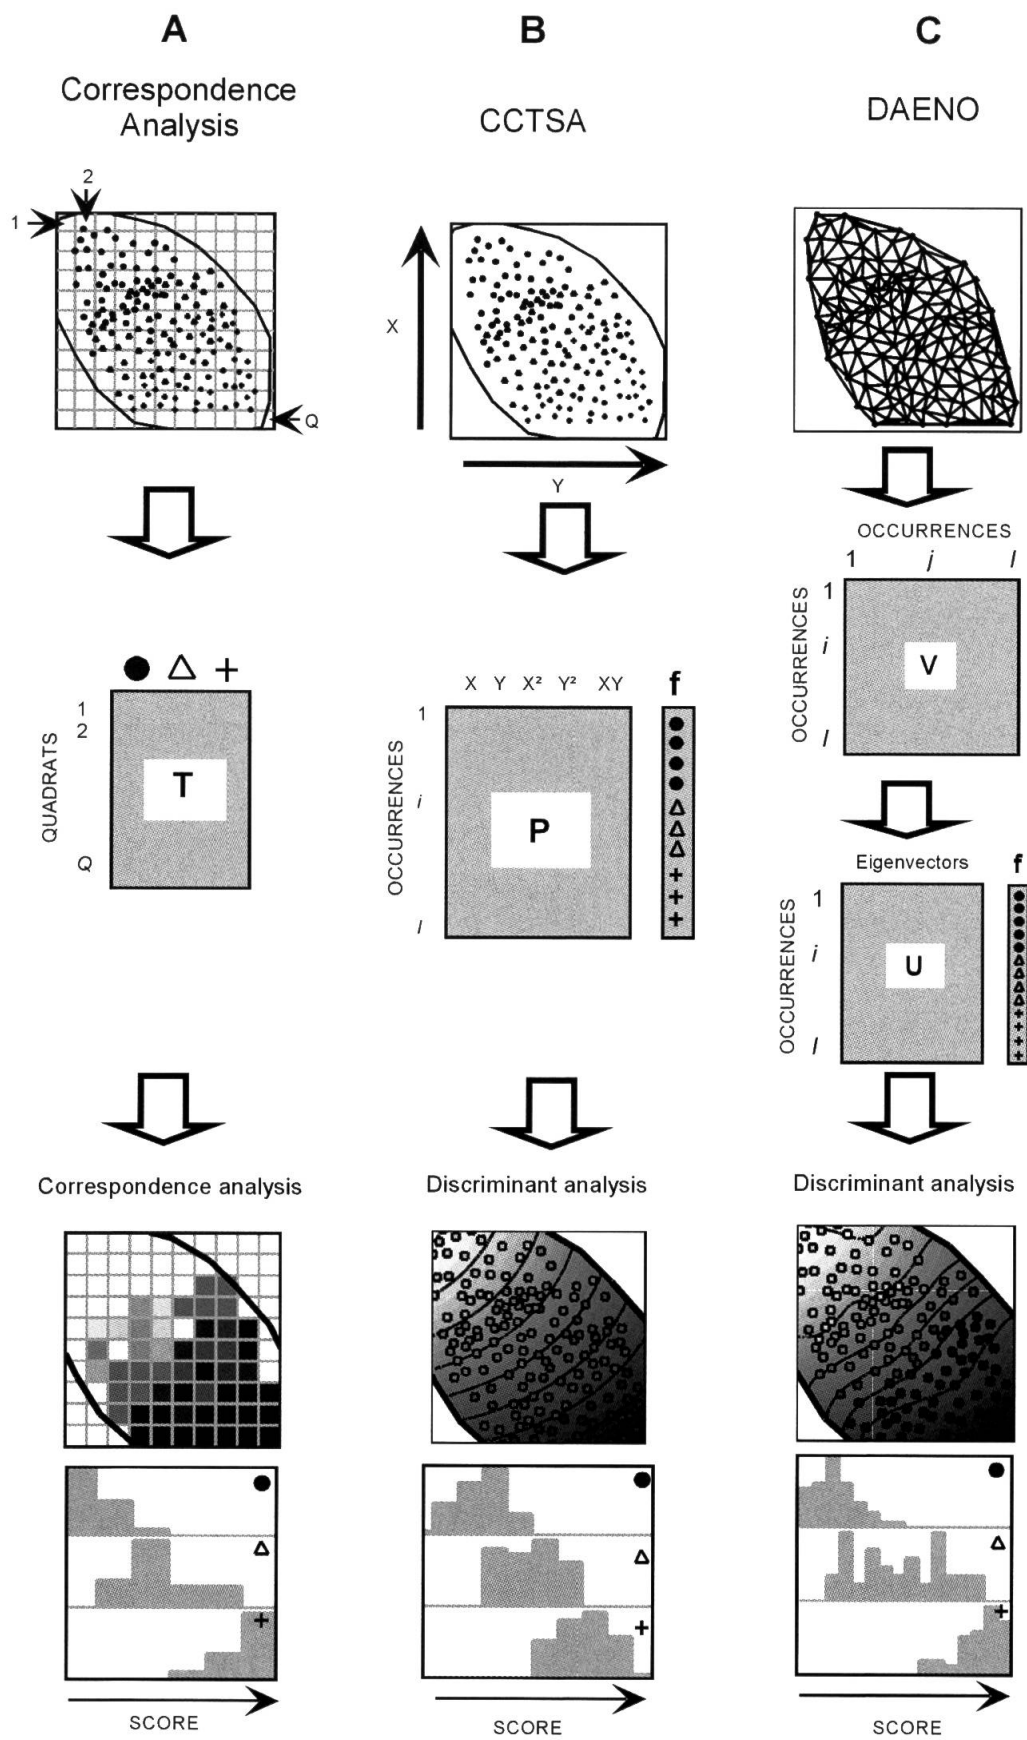 A
B
C
Correspondence
Analysis
CCTSA
DAENO
2
1
Q
X
Y
OCCURRENCES
1 j I
OCCURRENCES
1
i
I
V
QUADRATS
1
2
Q
T
X Y X² Y² XY f
OCCURRENCES
1
i
I
P
Eigenvectors f
OCCURRENCES
1
i
I
U
Correspondence analysis
Discriminant analysis
Discriminant analysis
SCORE
SCORE
SCORE